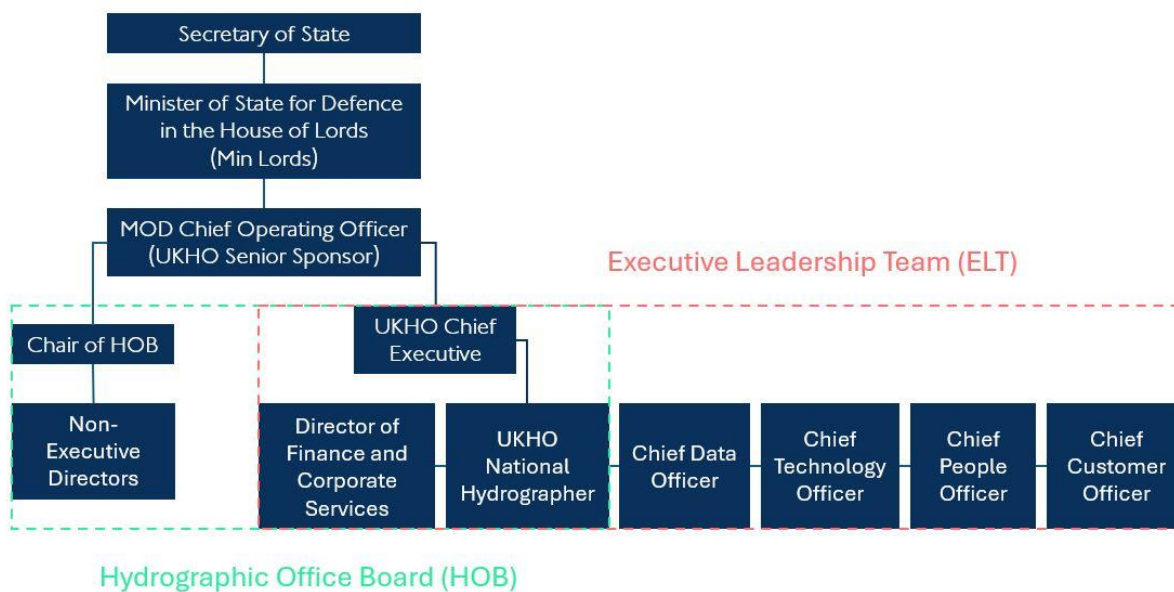 Secretary of State
Minister of State for Defence
in the House of Lords
(Min Lords)
MOD Chief Operating Officer
(UKHO Senior Sponsor)
Executive Leadership Team (ELT)
Chair of HOB
UKHO Chief
Executive
Non-
Executive
Directors
Director of
Finance and
Corporate
Services
UKHO
National
Hydrographer
Chief Data
Officer
Chief
Technology
Officer
Chief
People
Officer
Chief
Customer
Officer
Hydrographic Office Board (HOB)